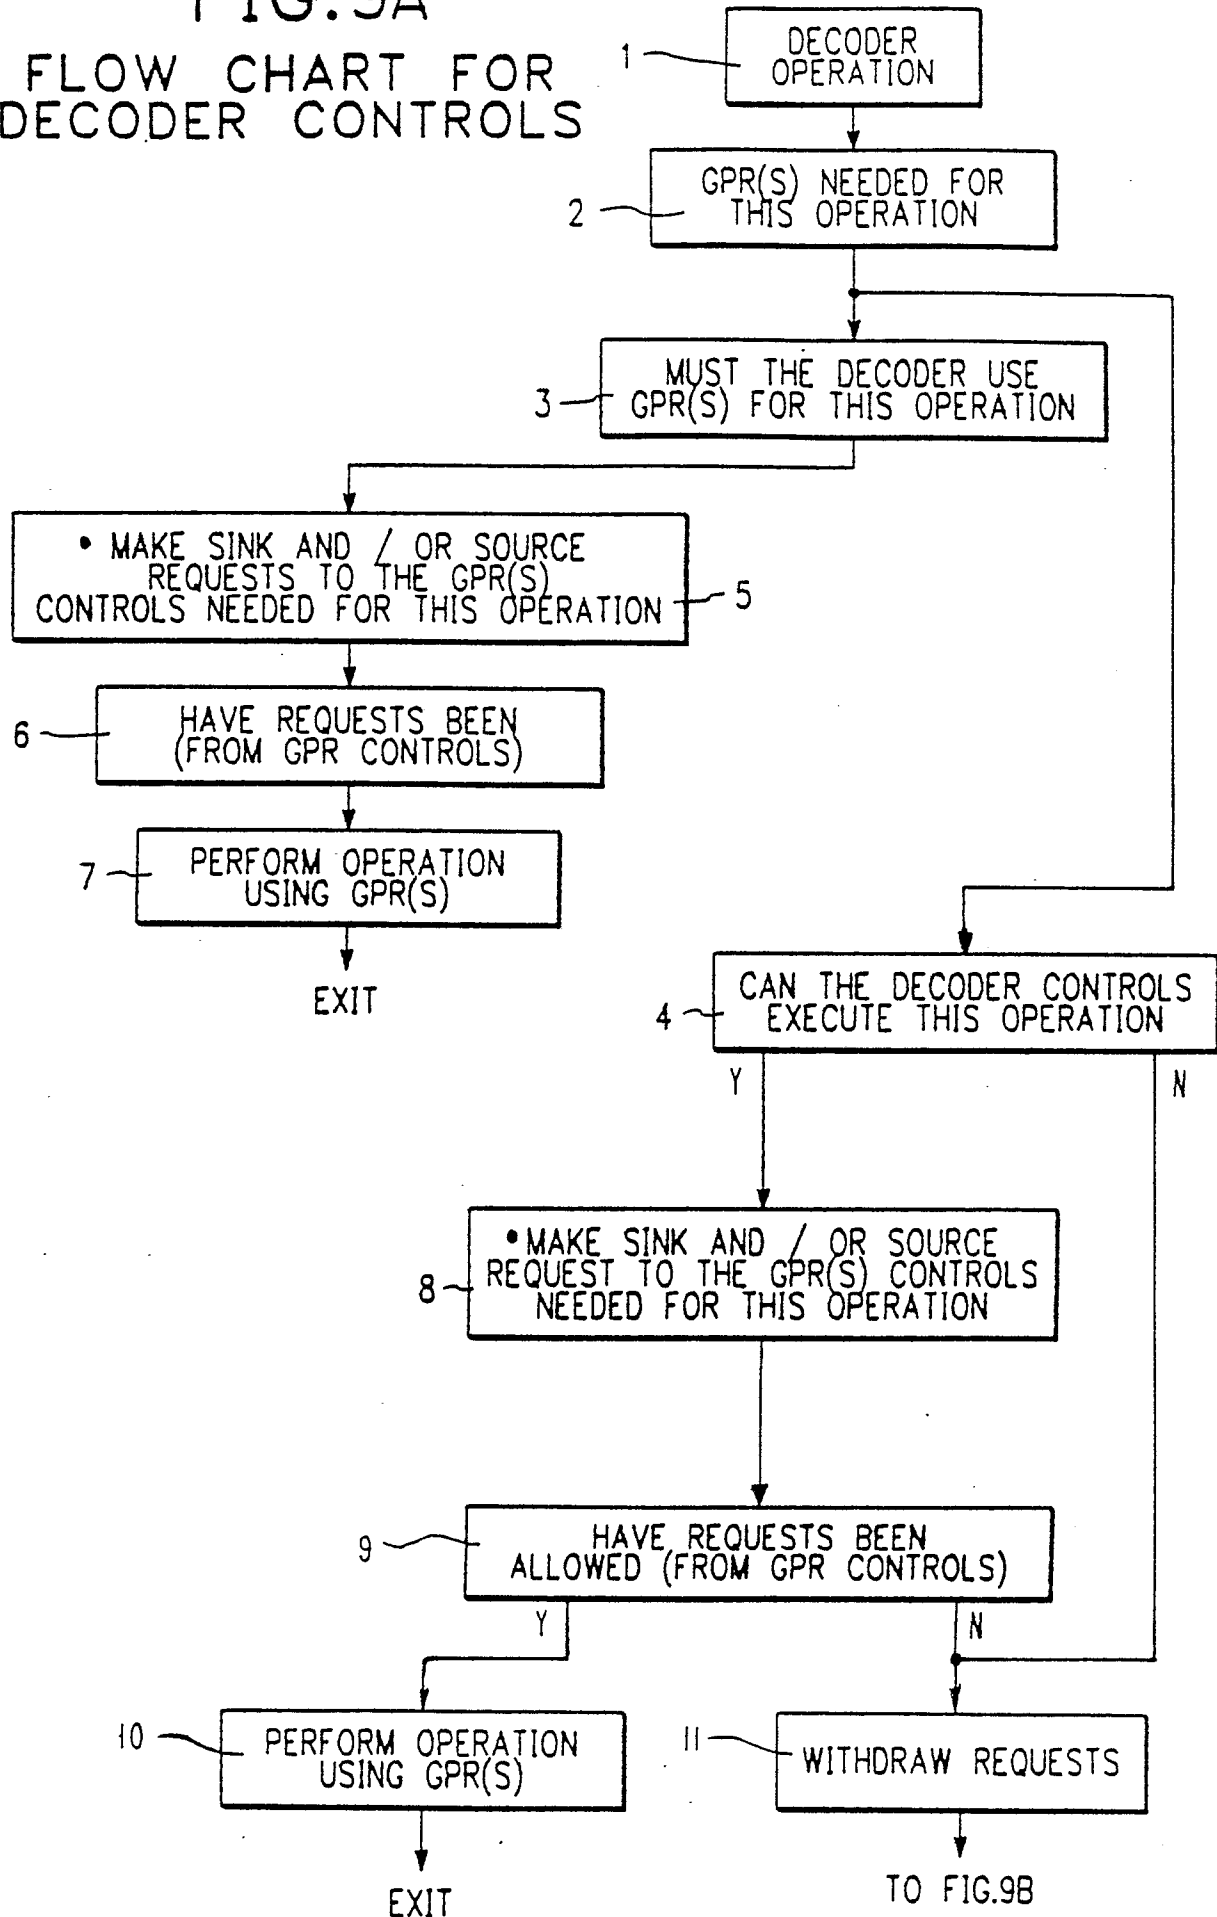 FIG.9A
FLOW CHART FOR
DECODER CONTROLS
1
DECODER
OPERATION
2
GPR(S) NEEDED FOR
THIS OPERATION
3
MUST THE DECODER USE
GPR(S) FOR THIS OPERATION
• MAKE SINK AND / OR SOURCE
REQUESTS TO THE GPR(S)
CONTROLS NEEDED FOR THIS OPERATION
5
6
HAVE REQUESTS BEEN
(FROM GPR CONTROLS)
7
PERFORM OPERATION
USING GPR(S)
EXIT
4
CAN THE DECODER CONTROLS
EXECUTE THIS OPERATION
Y
N
8
• MAKE SINK AND / OR SOURCE
REQUEST TO THE GPR(S) CONTROLS
NEEDED FOR THIS OPERATION
9
HAVE REQUESTS BEEN
ALLOWED (FROM GPR CONTROLS)
Y
N
10
PERFORM OPERATION
USING GPR(S)
EXIT
11
WITHDRAW REQUESTS
TO FIG.9B